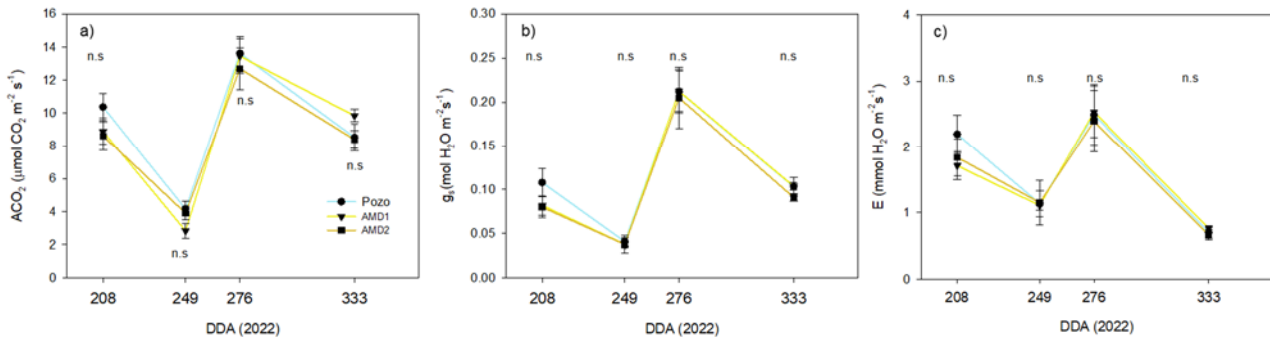 a)
n.s
n.s
n.s
n.s
ACO₂ (μmol CO₂ m⁻² s⁻¹)
16
14
12
10
8
6
4
2
0
Pozo
AMD1
AMD2
208
249
276
333
DDA (2022)
b)
n.s
n.s
n.s
n.s
gₛ(mol H₂O m⁻²s⁻¹)
0.30
0.25
0.20
0.15
0.10
0.05
0.00
208
249
276
333
DDA (2022)
c)
n.s
n.s
n.s
n.s
E (mmol H₂O m⁻²s⁻¹)
4
3
2
1
0
208
249
276
333
DDA (2022)